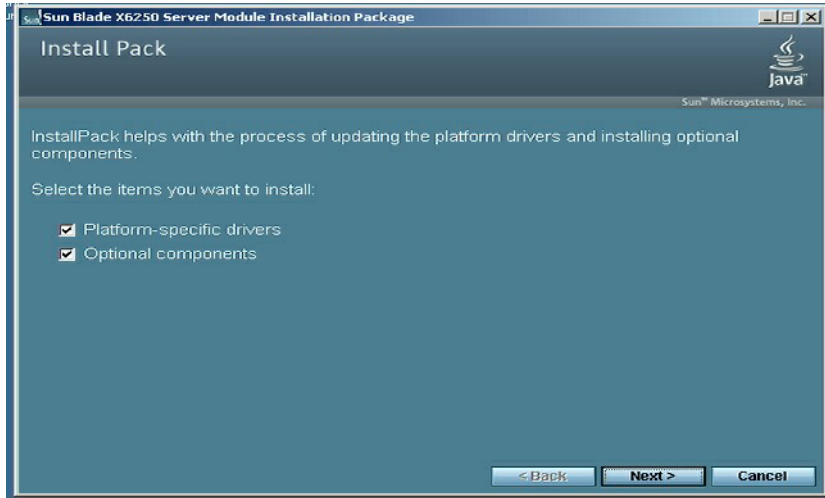 Sun Blade X6250 Server Module Installation Package
Install Pack
Java™
Sun™ Microsystems, Inc.
InstallPack helps with the process of updating the platform drivers and installing optional
components.
Select the items you want to install:
Platform-specific drivers
Optional components
< Back Next > Cancel